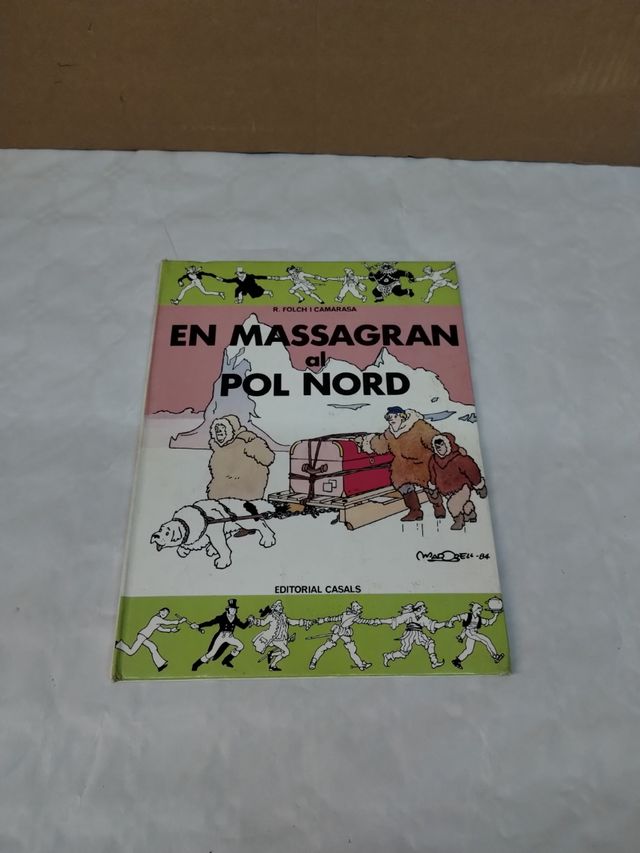 R. FOLCH I CAMARASA
EN MASSAGRAN
al
POL NORD
MADORELL-84
EDITORIAL CASALS